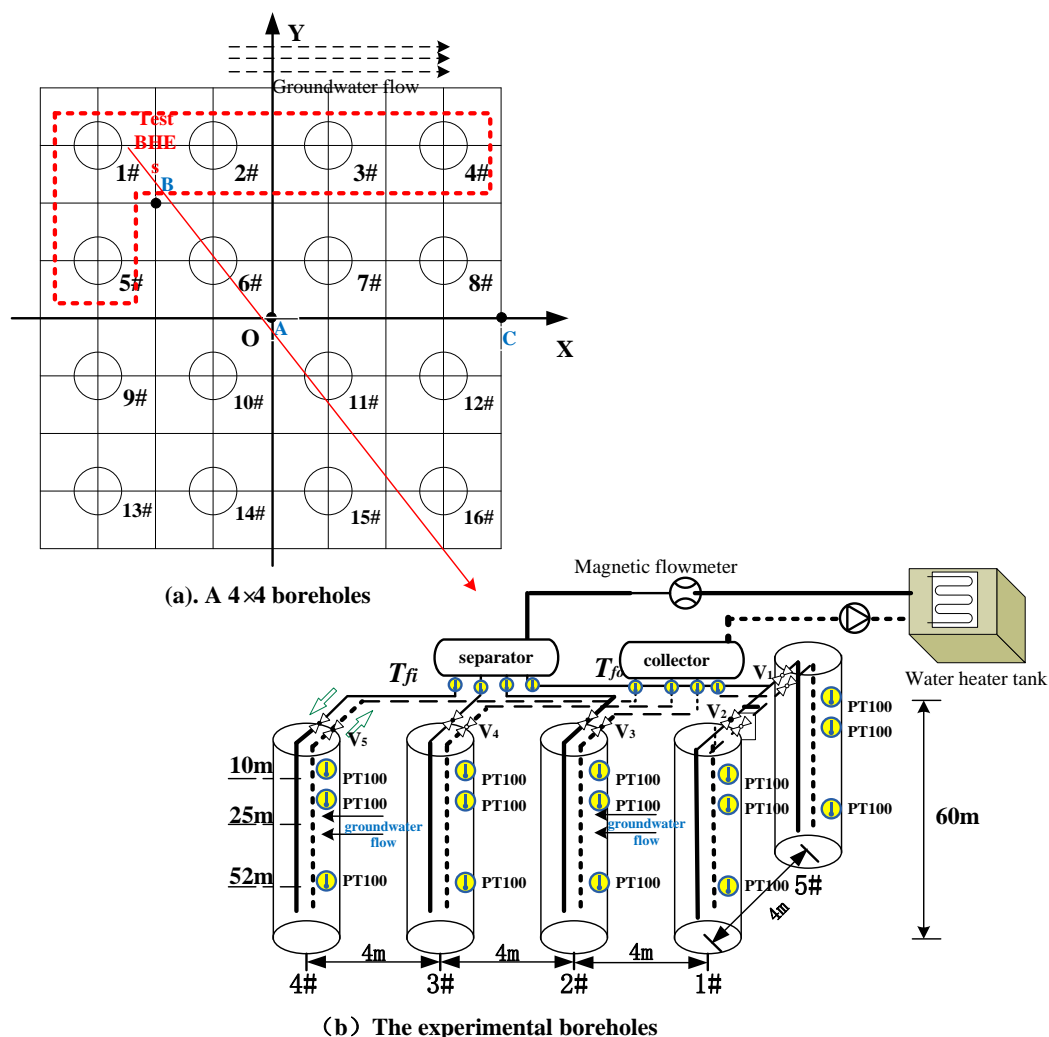 Y
Groundwater flow
Test
BHE
s
1#
2#
3#
4#
B
5#
6#
7#
8#
O
A
C
X
9#
10#
11#
12#
13#
14#
15#
16#
(a). A 4×4 boreholes
Magnetic flowmeter
separator
collector
Water heater tank
Tfi
Tfo
V1
V2
V5
V4
V3
PT100
PT100
10m
PT100
PT100
PT100
PT100
PT100
PT100
PT100
PT100
PT100
60m
25m
groundwater
flow
groundwater
flow
52m
PT100
PT100
PT100
PT100
5#
4m
4m
4m
4m
4#
3#
2#
1#
（b）The experimental boreholes